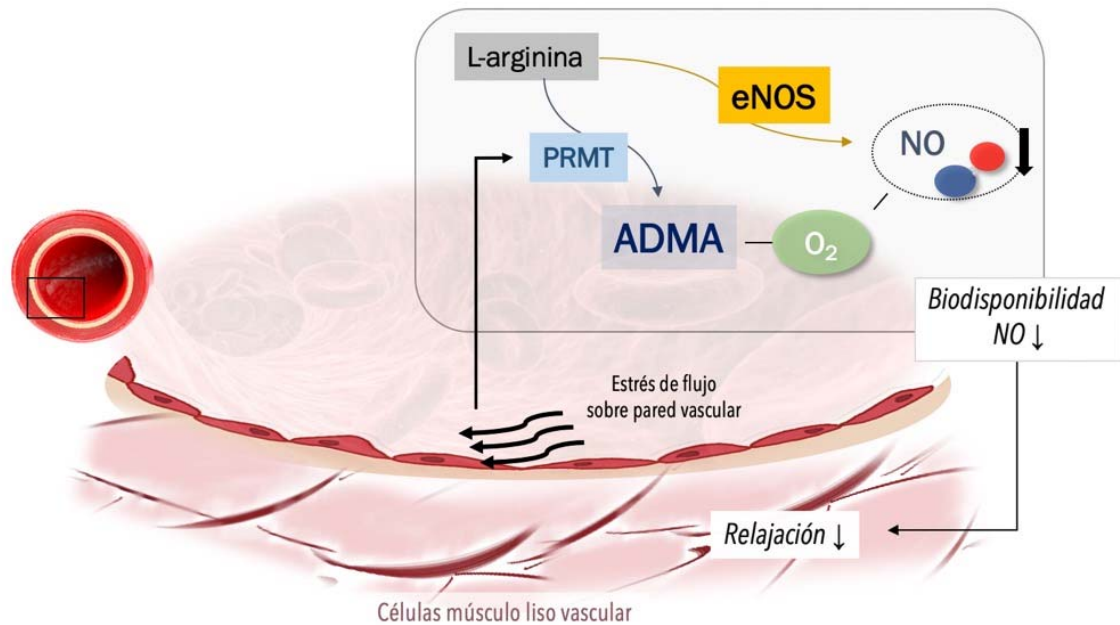 L-arginina
eNOS
NO
PRMT
ADMA
O₂
Biodisponibilidad
NO ↓
Estrés de flujo
sobre pared vascular
Relajación ↓
Células músculo liso vascular